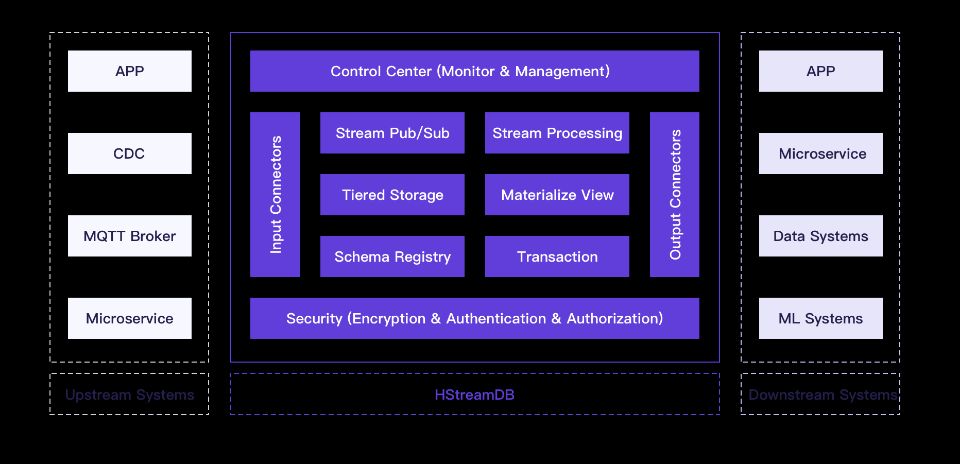 APP
CDC
MQTT Broker
Microservice
Upstream Systems
Control Center (Monitor & Management)
Input Connectors
Stream Pub/Sub
Stream Processing
Tiered Storage
Materialize View
Schema Registry
Transaction
Output Connectors
Security (Encryption & Authentication & Authorization)
HStreamDB
APP
Microservice
Data Systems
ML Systems
Downstream Systems